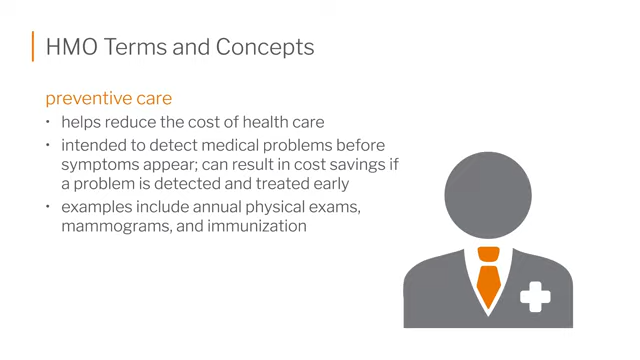 HMO Terms and Concepts
preventive care
• helps reduce the cost of health care
• intended to detect medical problems before
symptoms appear; can result in cost savings if
a problem is detected and treated early
• examples include annual physical exams,
mammograms, and immunization